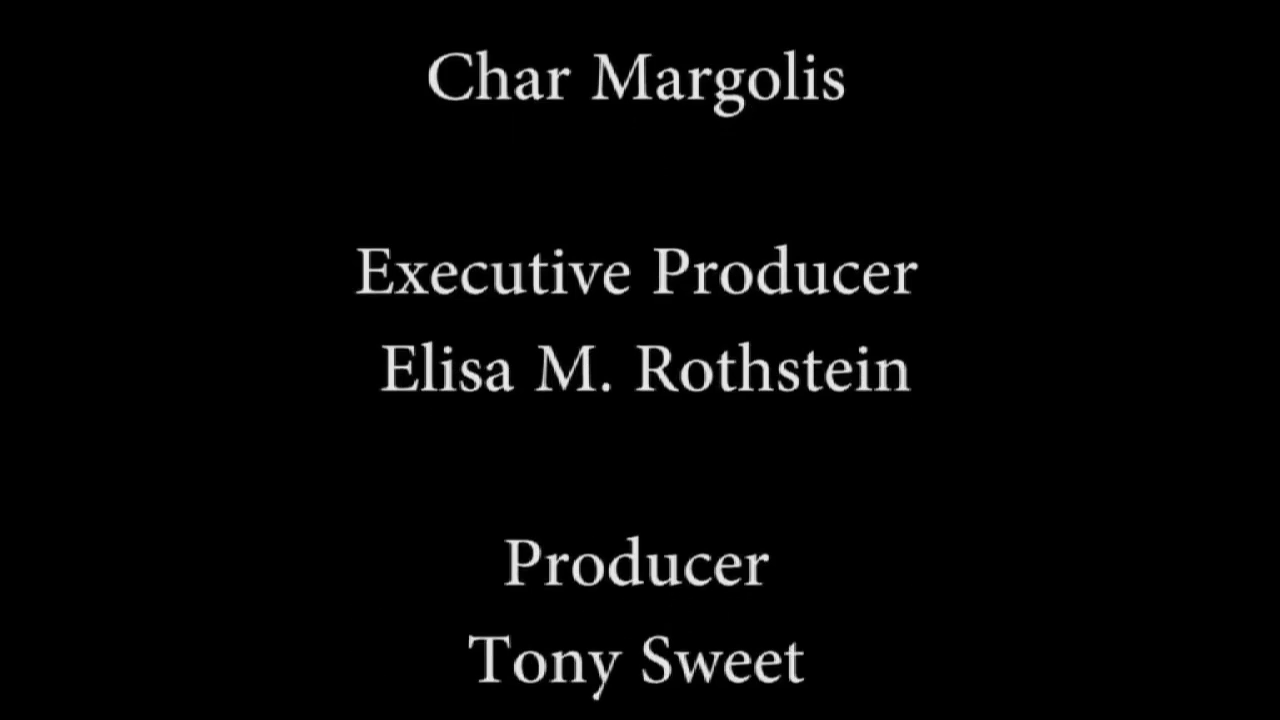 Char Margolis
Executive Producer
Elisa M. Rothstein
Producer
Tony Sweet